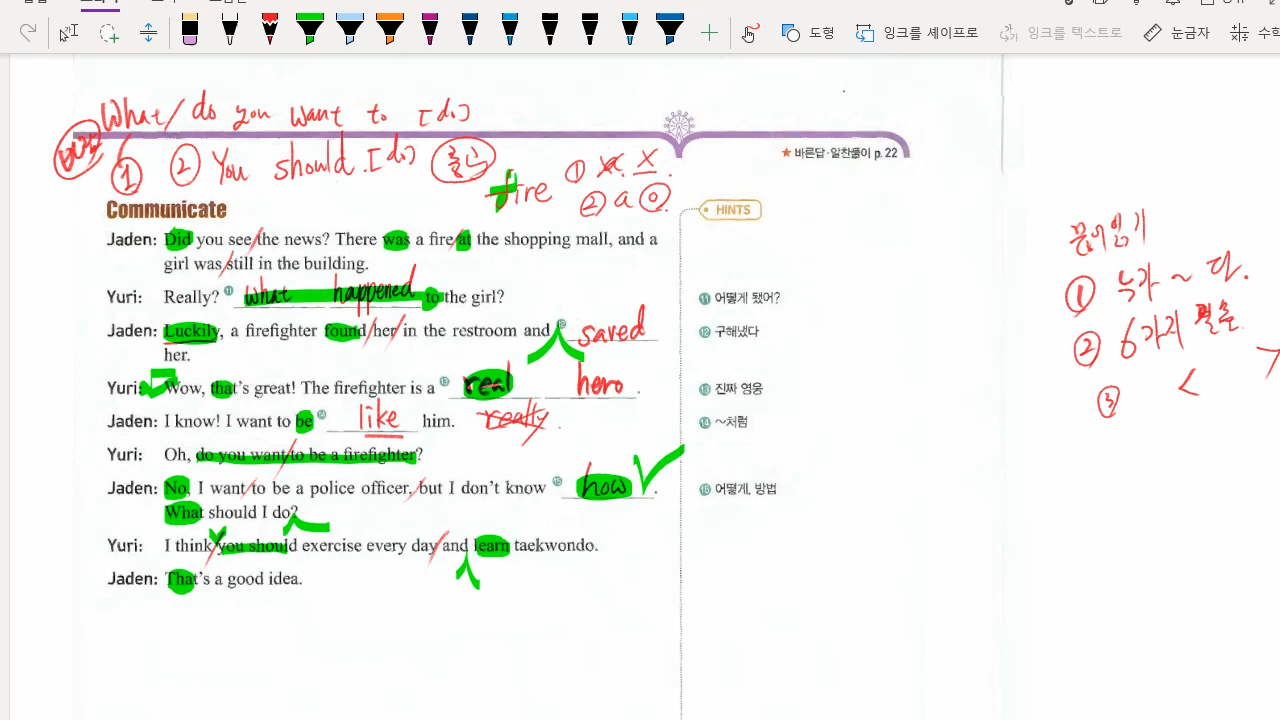 도형
잉크를 셰이프로
잉크를 텍스트로
눈금자
What / do you want to [do]
① ② You should [do]
fire ① X
② a O
★ 바른답·알찬풀이 p. 22
Communicate
HINTS
Jaden: Did you see the news? There was a fire at the shopping mall, and a
girl was still in the building.
Yuri: Really? ⑪ what happened to the girl?
⑪ 어떻게 됐어?
Jaden: Luckily, a firefighter found her in the restroom and ⑫ saved
her.
⑫ 구해냈다
Yuri: Wow, that's great! The firefighter is a ⑬ real hero.
⑬ 진짜 영웅
Jaden: I know! I want to be ⑭ like him. really.
⑭ ~처럼
Yuri: Oh, do you want to be a firefighter?
Jaden: No, I want to be a police officer, but I don't know ⑮ how.
⑮ 어떻게, 방법
What should I do?
Yuri: I think you should exercise every day and learn taekwondo.
Jaden: That's a good idea.
끊어읽기
① 누가 ~ 다.
② 6가지
③ < >